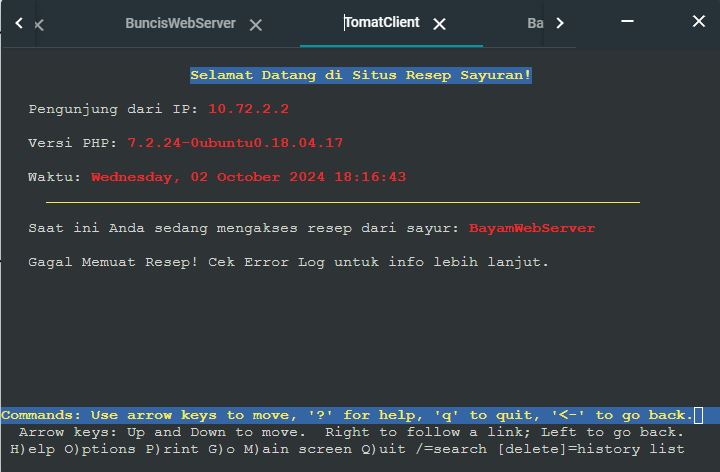 BuncisWebServer
TomatClient
Ba
Selamat Datang di Situs Resep Sayuran!
Pengunjung dari IP: 10.72.2.2
Versi PHP: 7.2.24-0ubuntu0.18.04.17
Waktu: Wednesday, 02 October 2024 18:16:43
Saat ini Anda sedang mengakses resep dari sayur: BayamWebServer
Gagal Memuat Resep! Cek Error Log untuk info lebih lanjut.
Commands: Use arrow keys to move, '?' for help, 'q' to quit, '<-' to go back.
Arrow keys: Up and Down to move.  Right to follow a link; Left to go back.
H)elp O)ptions P)rint G)o M)ain screen Q)uit /=search [delete]=history list